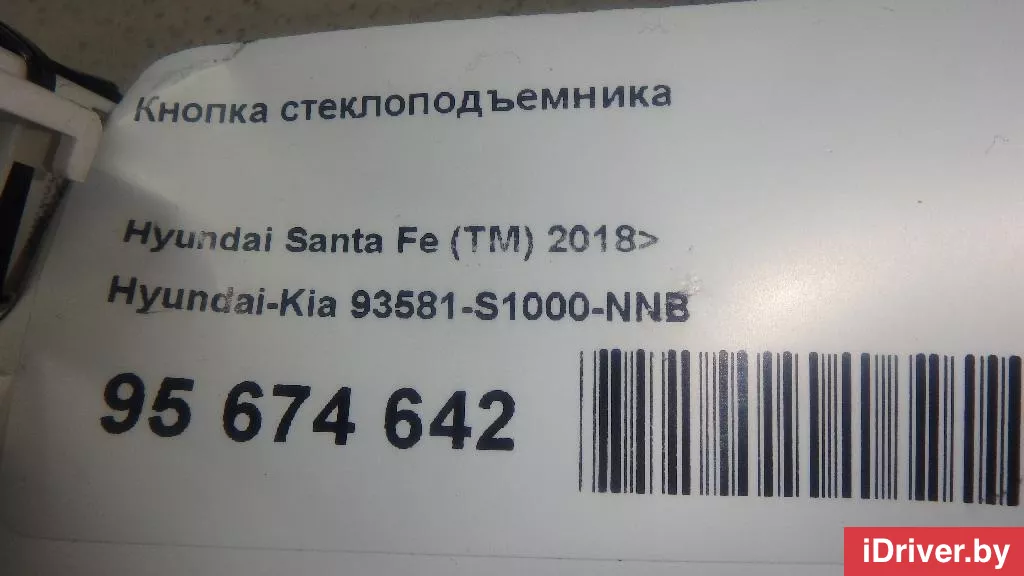 Кнопка стеклоподъемника
Hyundai Santa Fe (TM) 2018>
Hyundai-Kia 93581-S1000-NNB
95 674 642
iDriver.by